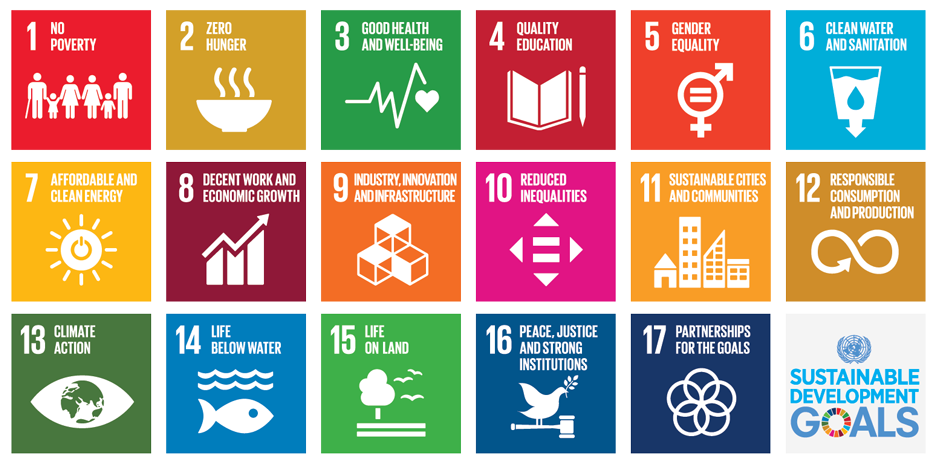 1 NO
POVERTY
2 ZERO
HUNGER
3 GOOD HEALTH
AND WELL-BEING
4 QUALITY
EDUCATION
5 GENDER
EQUALITY
6 CLEAN WATER
AND SANITATION
7 AFFORDABLE AND
CLEAN ENERGY
8 DECENT WORK AND
ECONOMIC GROWTH
9 INDUSTRY, INNOVATION
AND INFRASTRUCTURE
10 REDUCED
INEQUALITIES
11 SUSTAINABLE CITIES
AND COMMUNITIES
12 RESPONSIBLE
CONSUMPTION
AND PRODUCTION
13 CLIMATE
ACTION
14 LIFE
BELOW WATER
15 LIFE
ON LAND
16 PEACE, JUSTICE
AND STRONG
INSTITUTIONS
17 PARTNERSHIPS
FOR THE GOALS
SUSTAINABLE
DEVELOPMENT
GOALS